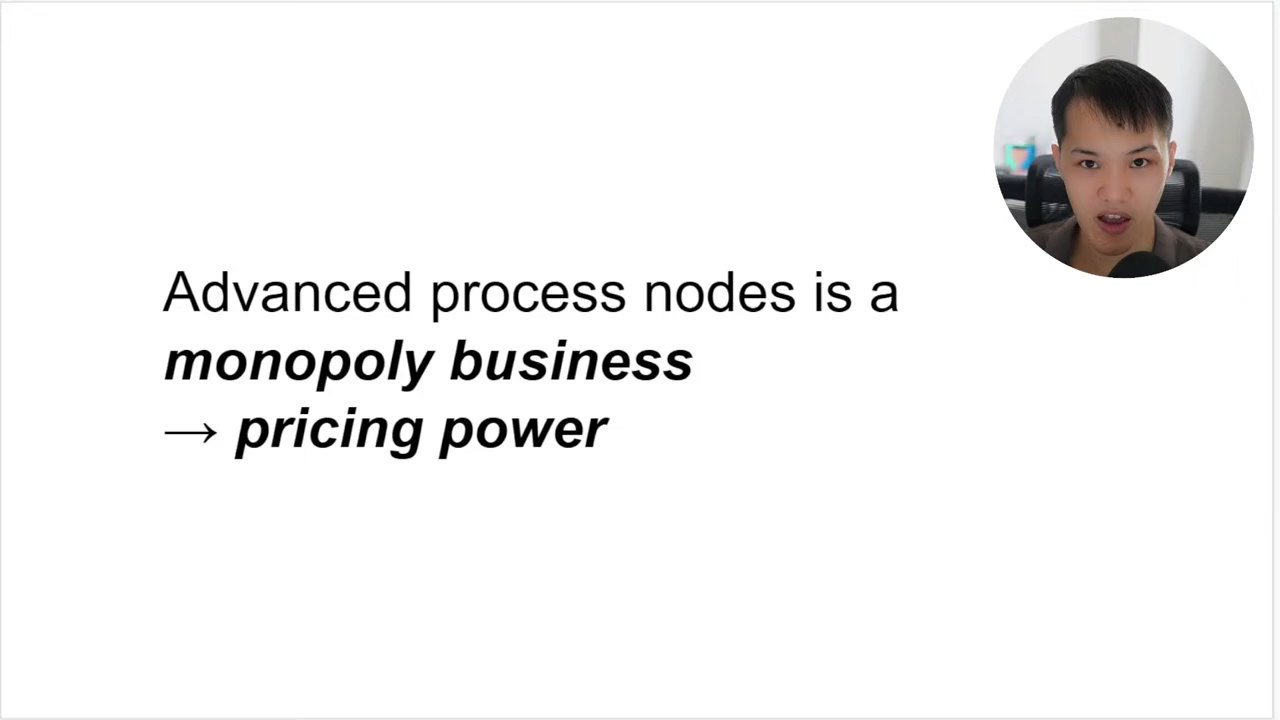 Advanced process nodes is a
monopoly business
→ pricing power